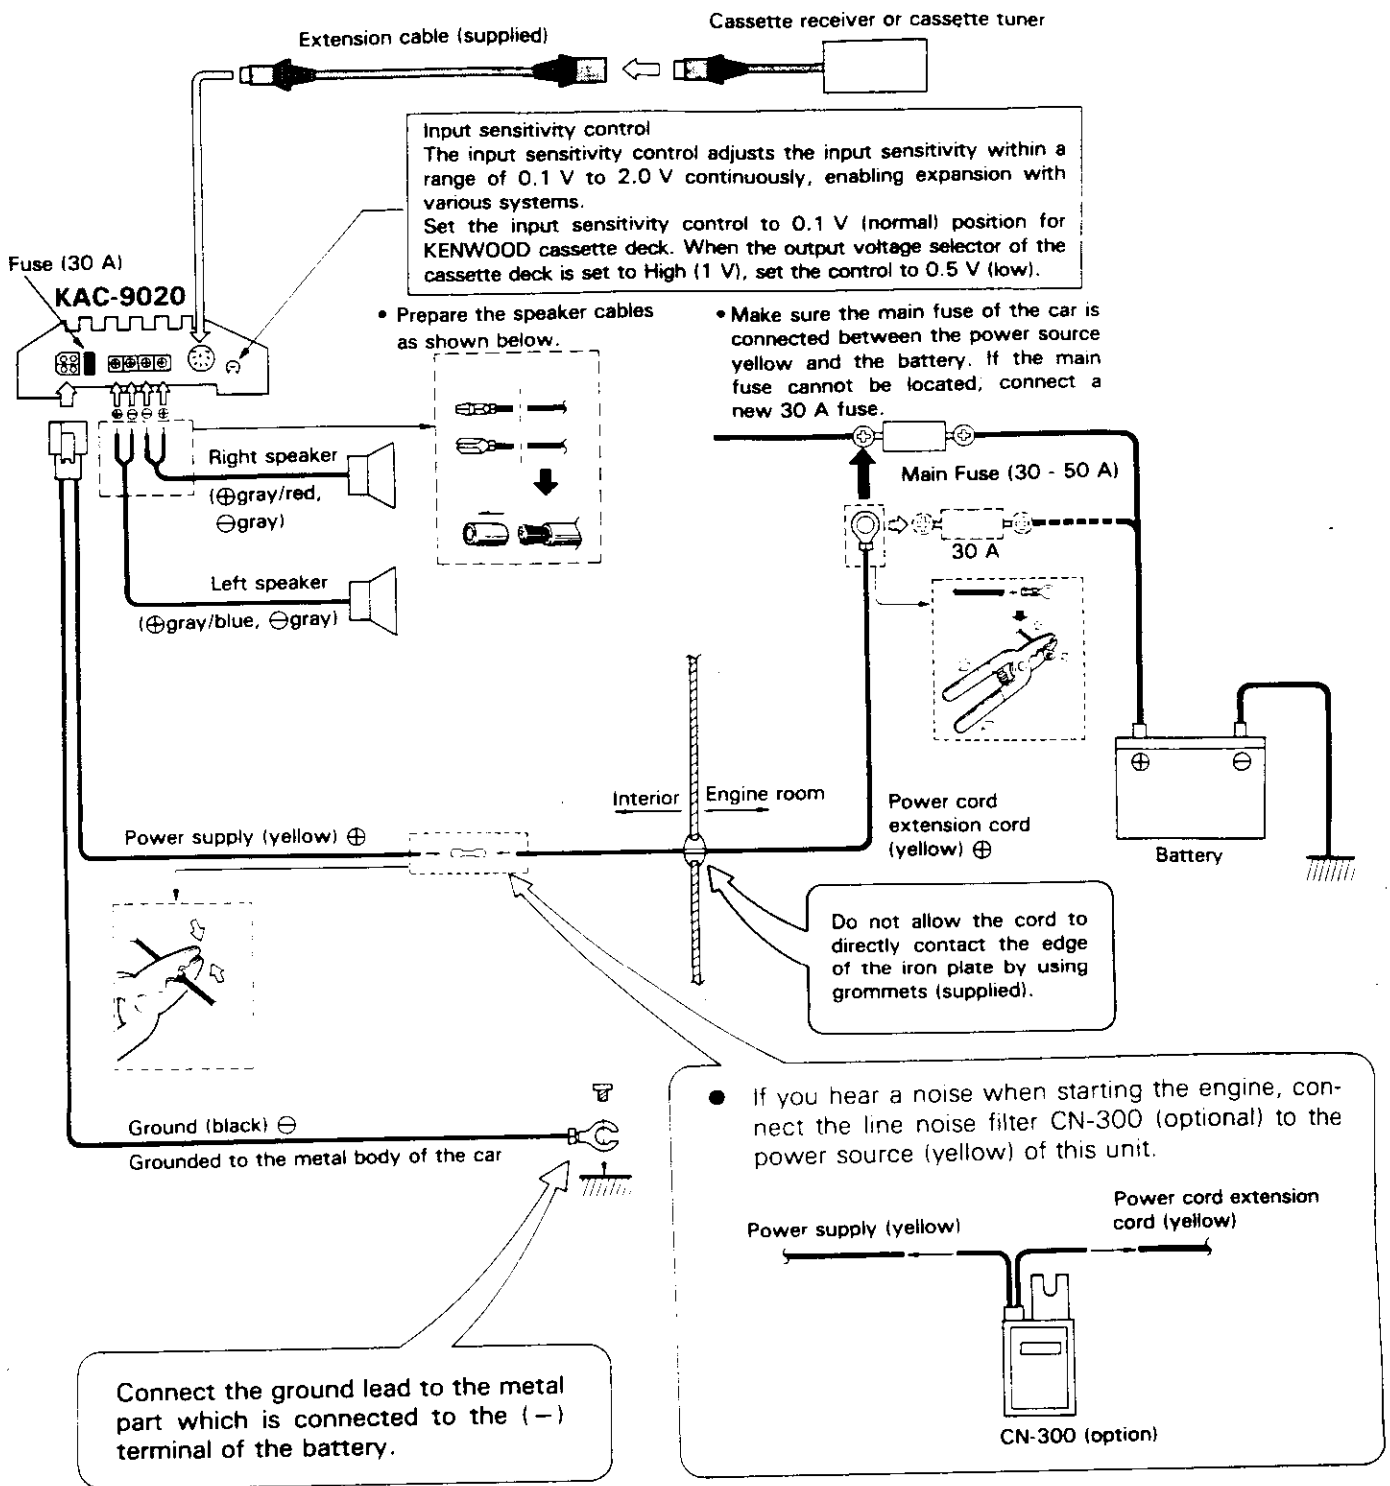 Cassette receiver or cassette tuner
Extension cable (supplied)
Input sensitivity control
The input sensitivity control adjusts the input sensitivity within a
range of 0.1 V to 2.0 V continuously, enabling expansion with
various systems.
Set the input sensitivity control to 0.1 V (normal) position for
KENWOOD cassette deck. When the output voltage selector of the
cassette deck is set to High (1 V), set the control to 0.5 V (low).
Fuse (30 A)
KAC-9020
• Prepare the speaker cables
as shown below.
• Make sure the main fuse of the car is
connected between the power source
yellow and the battery. If the main
fuse cannot be located, connect a
new 30 A fuse.
⊕ ⊖ ⊖ ⊕
Right speaker
(⊕gray/red,
⊖gray)
Main Fuse (30 - 50 A)
30 A
Left speaker
(⊕gray/blue, ⊖gray)
⊕ ⊖
Battery
Interior
Engine room
Power cord
extension cord
(yellow) ⊕
Power supply (yellow) ⊕
Do not allow the cord to
directly contact the edge
of the iron plate by using
grommets (supplied).
Ground (black) ⊖
Grounded to the metal body of the car
● If you hear a noise when starting the engine, con-
nect the line noise filter CN-300 (optional) to the
power source (yellow) of this unit.
Power supply (yellow)
Power cord extension
cord (yellow)
CN-300 (option)
Connect the ground lead to the metal
part which is connected to the (−)
terminal of the battery.